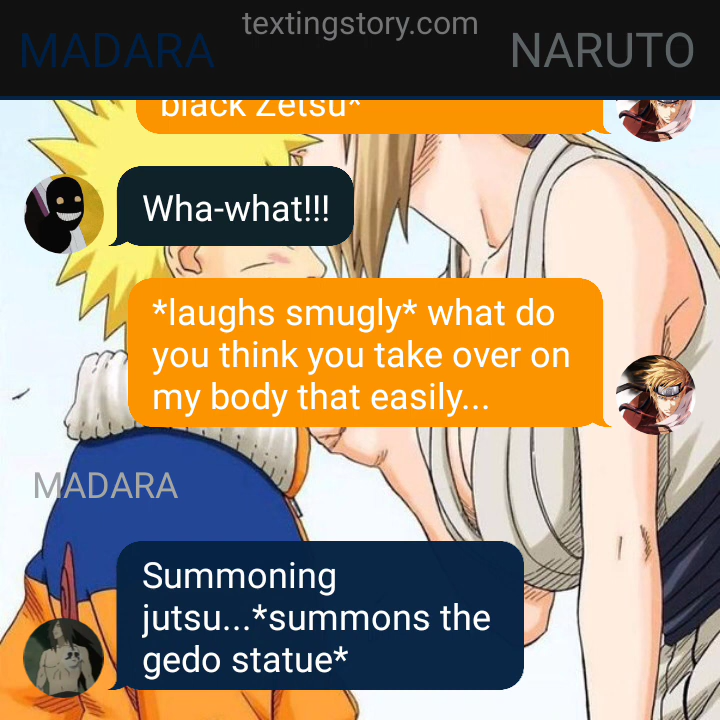 textingstory.com
MADARA
NARUTO
black Zetsu*
Wha-what!!!
*laughs smugly* what do
you think you take over on
my body that easily...
MADARA
Summoning
jutsu...*summons the
gedo statue*